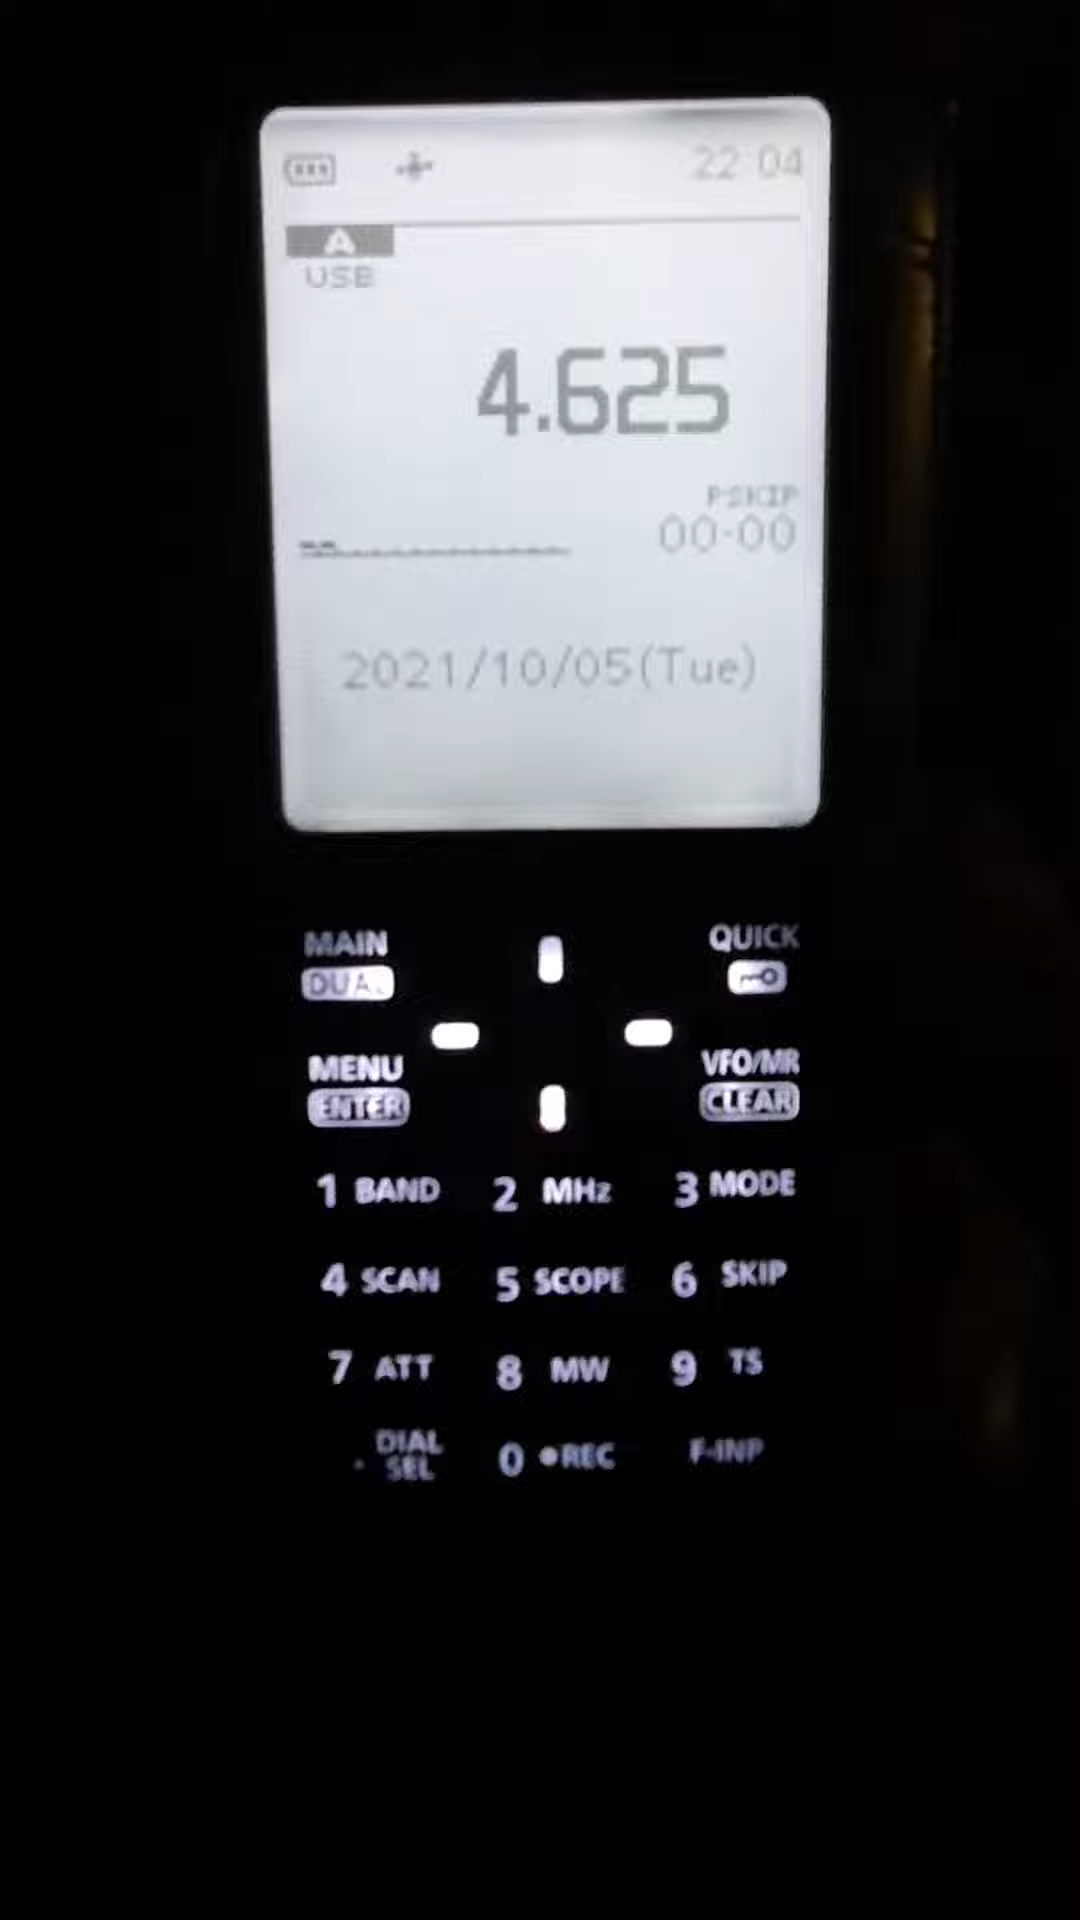 22:04
A
USB
4.625
PSKIP
00-00
2021/10/05(Tue)
MAIN QUICK
DUAL
MENU VFO/MR
ENTER CLEAR
1 BAND 2 MHz 3 MODE
4 SCAN 5 SCOPE 6 SKIP
7 ATT 8 MW 9 TS
. DIAL SEL 0 ●REC F-INP